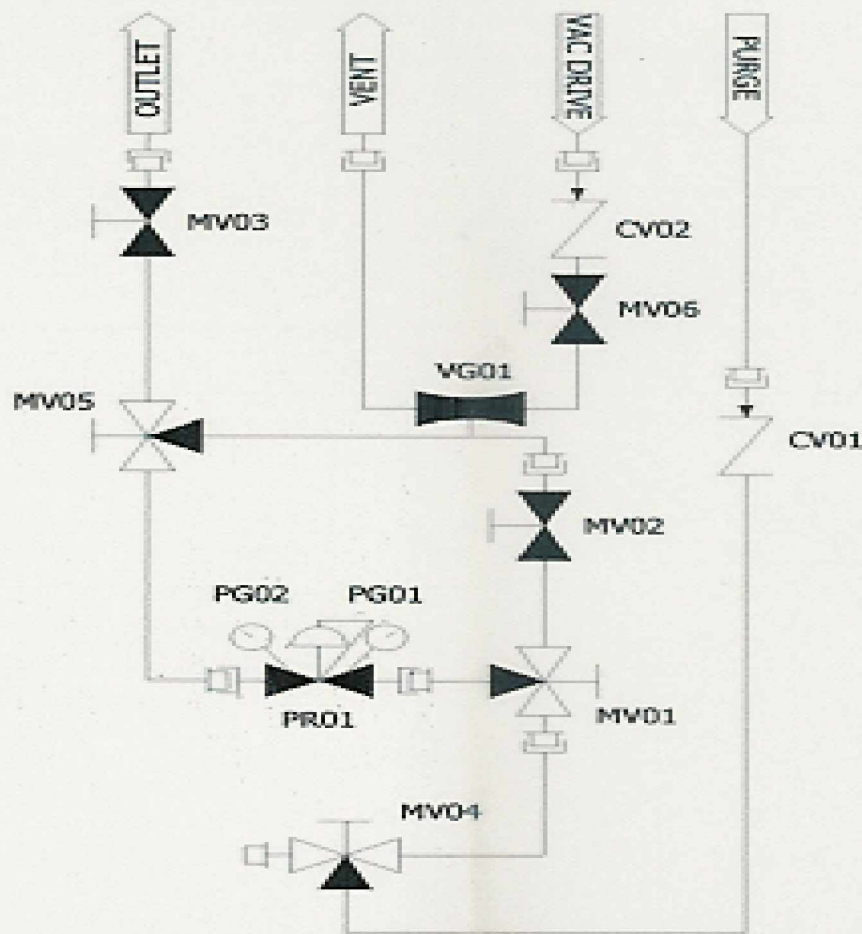 OUTLET
VENT
VAC DRIVE
PURGE
MV03
CV02
MV06
VG01
MV05
CV01
MV02
PG02
PG01
PR01
MV01
MV04